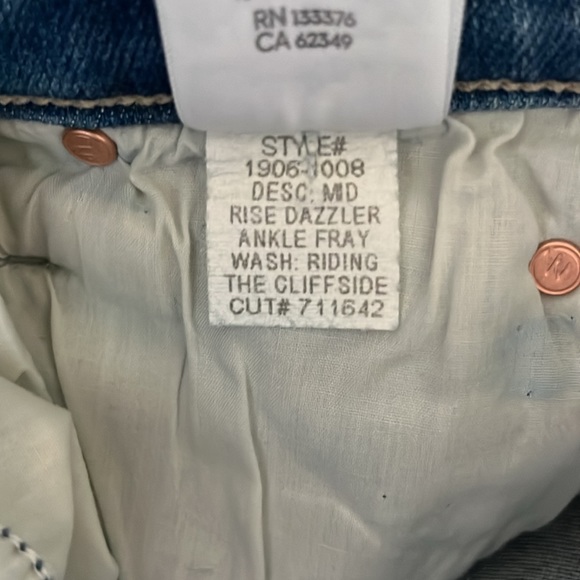 RN 133376
CA 62349
STYLE#
1906-1008
DESC: MID
RISE DAZZLER
ANKLE FRAY
WASH: RIDING
THE CLIFFSIDE
CUT# 711642